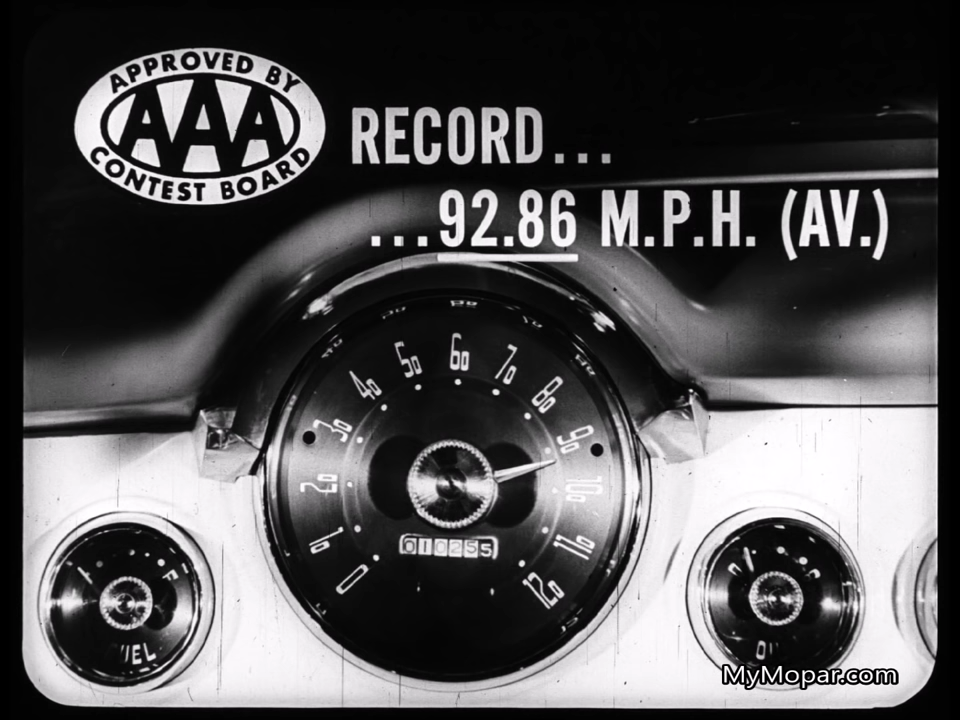 APPROVED BY
AAA
CONTEST BOARD
RECORD...
...92.86 M.P.H. (AV.)
0
10
20
30
40
50
60
70
80
90
100
110
120
010255
F
MyMopar.com